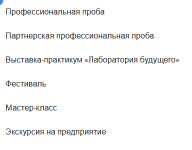 Профессиональная проба
Партнерская профессиональная проба
Выставка-практикум «Лаборатория будущего»
Фестиваль
Мастер-класс
Экскурсия на предприятие